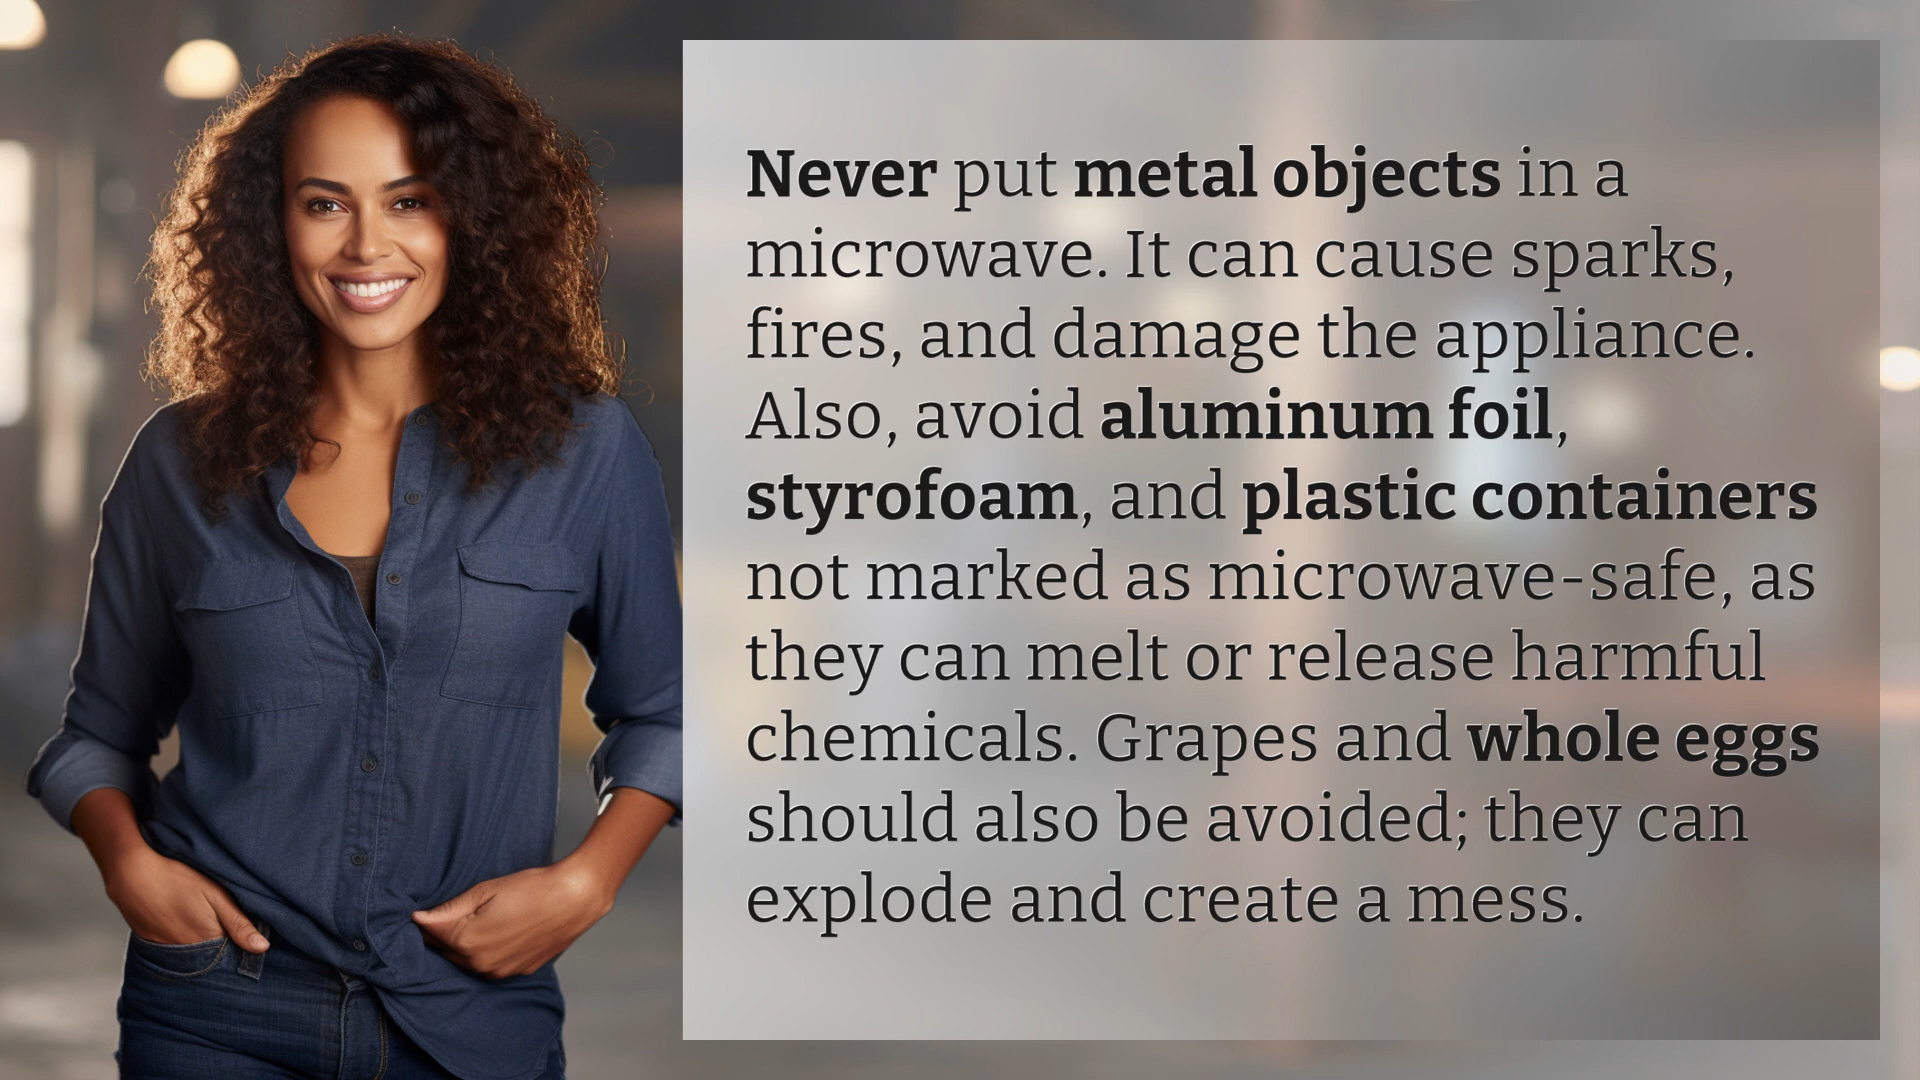 Never put metal objects in a
microwave. It can cause sparks,
fires, and damage the appliance.
Also, avoid aluminum foil,
styrofoam, and plastic containers
not marked as microwave-safe, as
they can melt or release harmful
chemicals. Grapes and whole eggs
should also be avoided; they can
explode and create a mess.